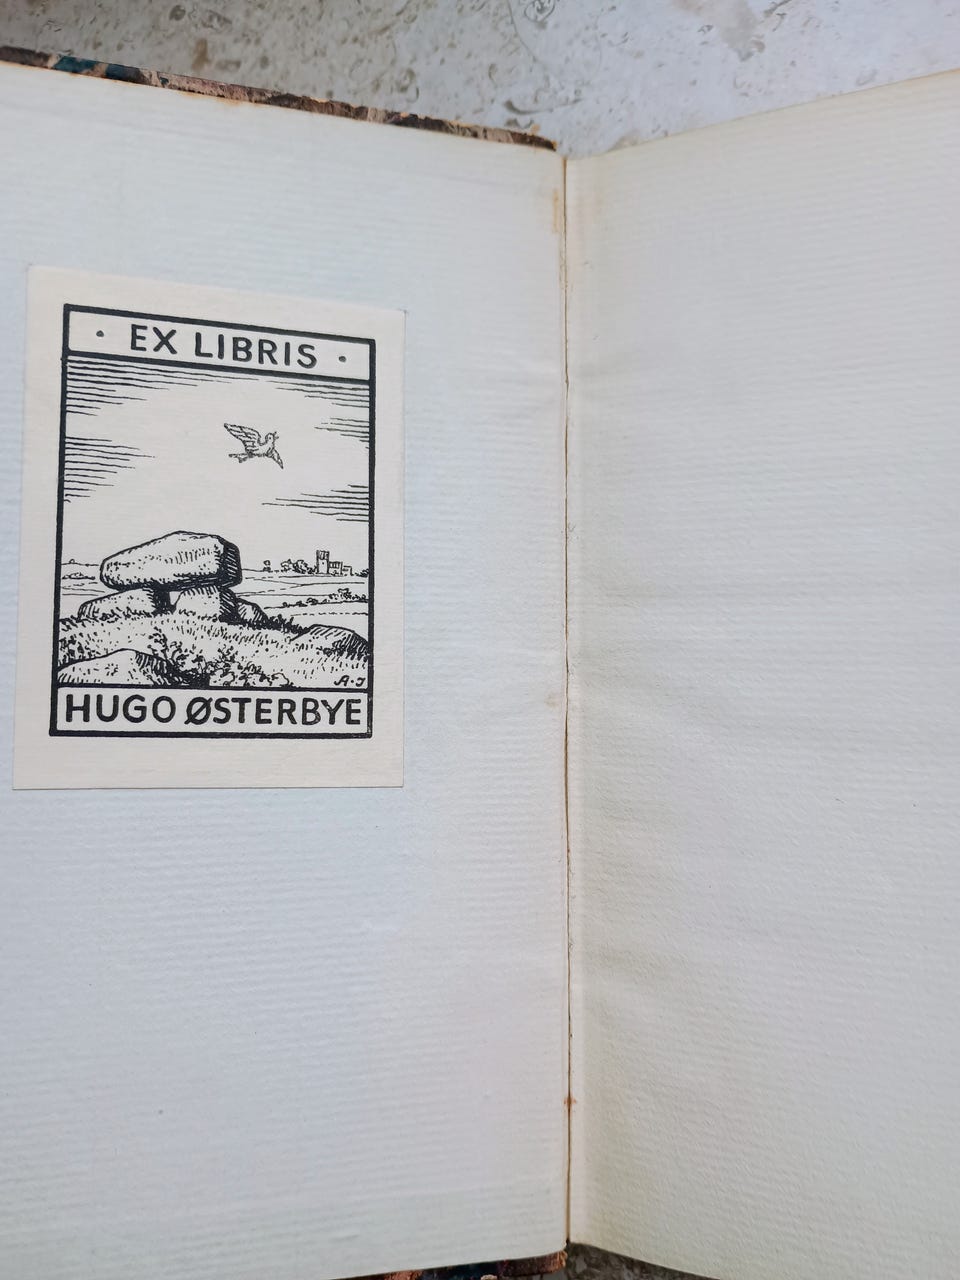 · EX LIBRIS ·
A·J
HUGO ØSTERBYE